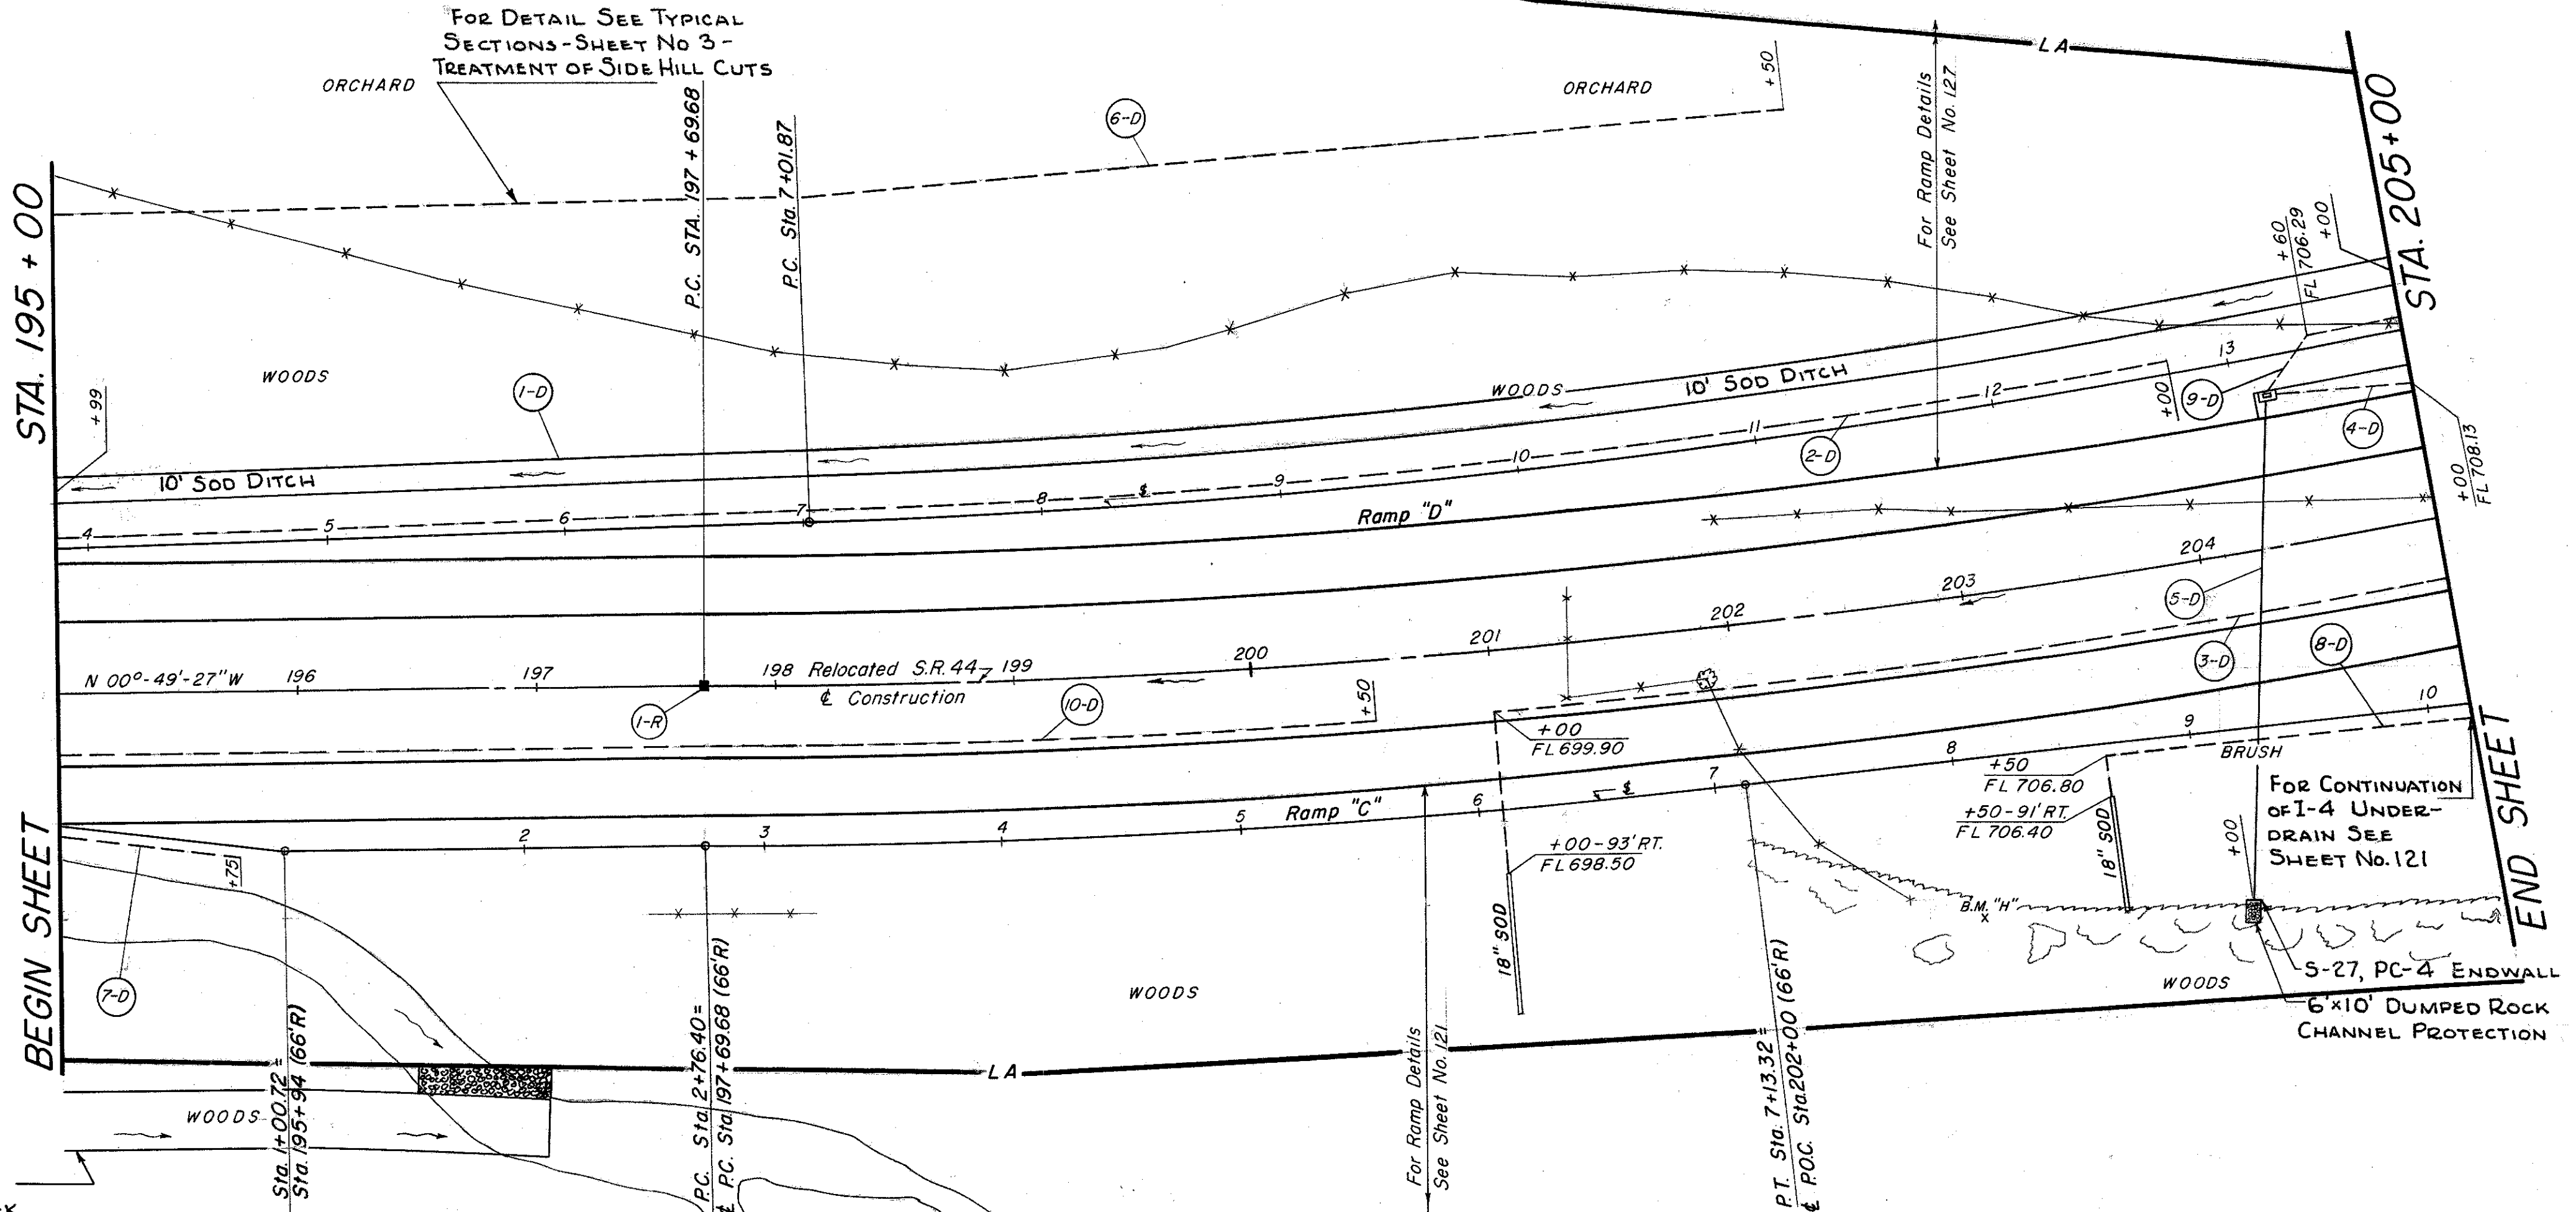 FOR DETAIL SEE TYPICAL
SECTIONS-SHEET No 3-
TREATMENT OF SIDE HILL CUTS
ORCHARD
ORCHARD
+50
LA
6-D
P.C. STA. 197+69.68
P.C. Sta. 7+01.87
For Ramp Details
See Sheet No. 127
STA. 195+00
STA. 205+00
+60
FL 706.29
+00
WOODS
1-D
+99
10' SOD DITCH
WOODS
10' SOD DITCH
13
12
11
10
9
8
7
6
5
4
+00
9-D
4-D
2-D
+00
FL 708.13
Ramp "D"
N 00°-49'-27"W
196
197
198
Relocated S.R. 44
199
200
201
202
203
204
℄ Construction
1-R
10-D
+50
5-D
3-D
8-D
+00
FL 699.90
Ramp "C"
2
3
4
5
6
7
8
9
10
BRUSH
+50
FL 706.80
+50-91' RT.
FL 706.40
18" SOD
+00
FOR CONTINUATION
OF I-4 UNDER-
DRAIN SEE
SHEET No. 121
+00-93' RT.
FL 698.50
18" SOD
B.M. "H"
+75
7-D
BEGIN SHEET
END SHEET
WOODS
WOODS
S-27, PC-4 ENDWALL
6'x10' DUMPED ROCK
CHANNEL PROTECTION
LA
WOODS
Sta. 1+00.72=
Sta. 195+94 (66'R)
P.C. Sta. 2+76.40=
℄ P.C. Sta. 197+69.68 (66'R)
For Ramp Details
See Sheet No. 121
P.T. Sta. 7+13.32=
℄ P.O.C. Sta. 202+00 (66'R)